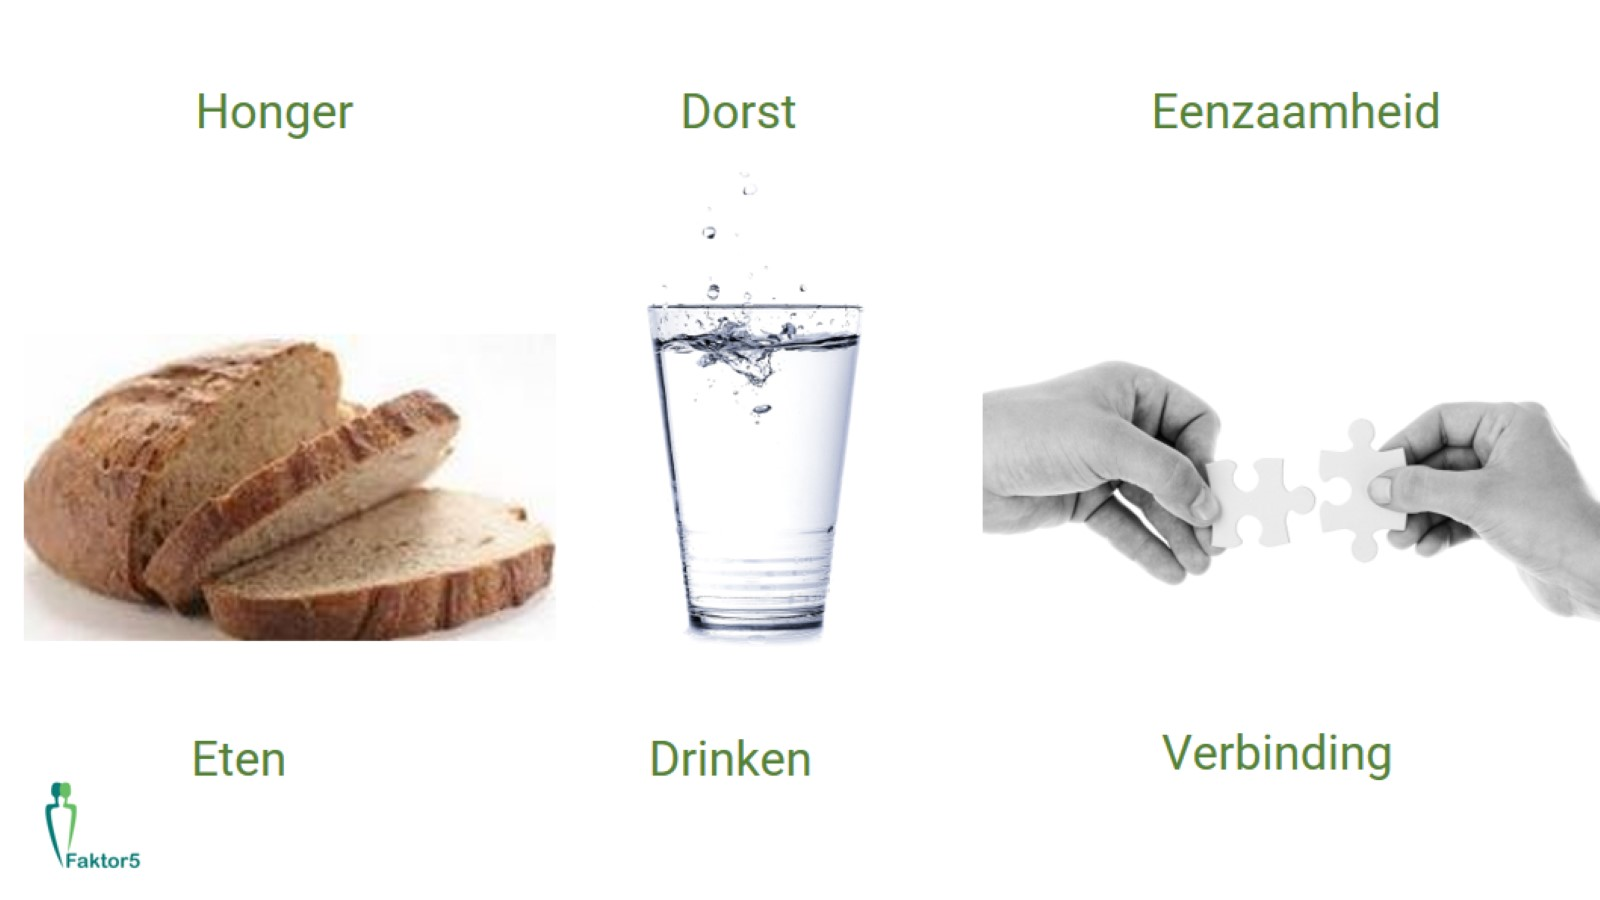 Honger
Dorst
Eenzaamheid
Eten
Drinken
Verbinding
Faktor5